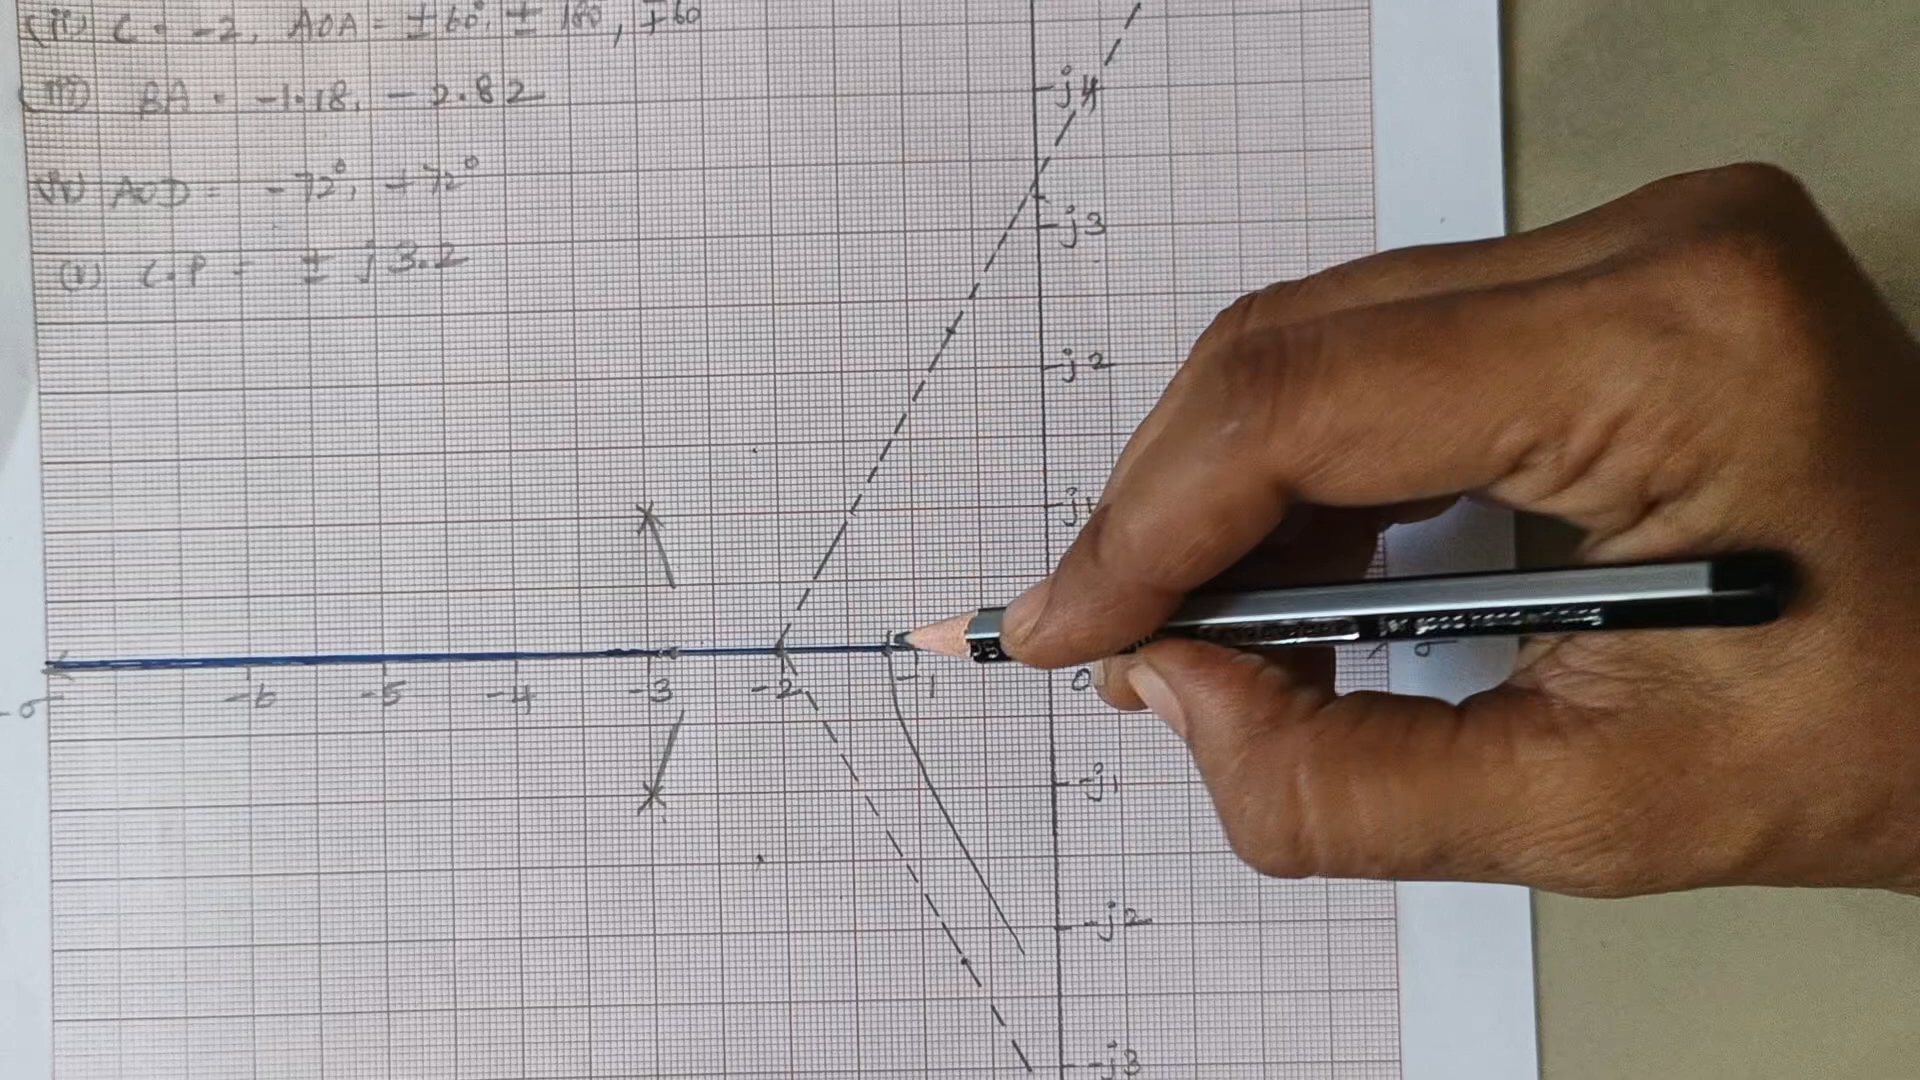 (ii) C = -2, AOA = ±60°, ± 180°, ∓60
(iii) BA = -1.18, -2.82
(iv) AOD = -72°, +72°
(v) C.P = ± j3.2
j4
j3
j2
j1
-σ -6 -5 -4 -3 -2 -1 0 σ
-j1
-j2
-j3